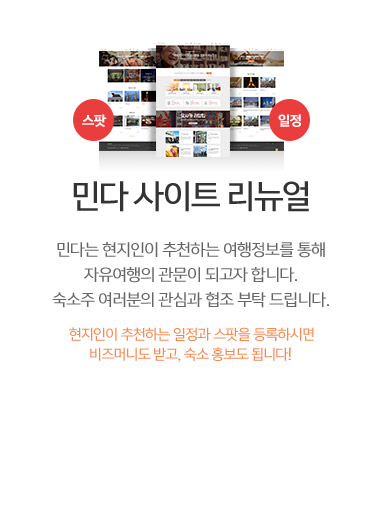 스팟
일정
민다 사이트 리뉴얼
민다는 현지인이 추천하는 여행정보를 통해
자유여행의 관문이 되고자 합니다.
숙소주 여러분의 관심과 협조 부탁 드립니다.
현지인이 추천하는 일정과 스팟을 등록하시면
비즈머니도 받고, 숙소 홍보도 됩니다!